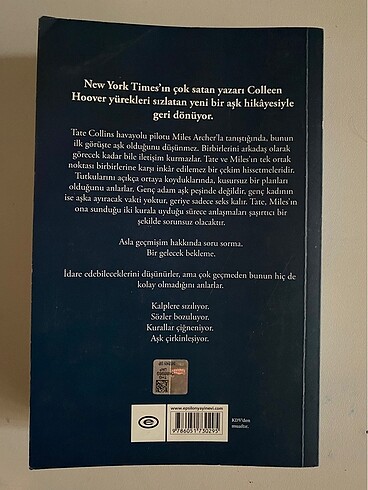 New York Times'ın çok satan yazarı Colleen
Hoover yürekleri sızlatan yeni bir aşk hikâyesiyle
geri dönüyor.
Tate Collins havayolu pilotu Miles Archer'la tanıştığında, bunun
ilk görüşte aşk olduğunu düşünmez. Birbirlerini arkadaş olarak
görecek kadar bile iletişim kurmazlar. Tate ve Miles'ın tek ortak
noktası birbirlerine karşı inkâr edilemez bir çekim hissetmeleridir.
Tutkularını açıkça ortaya koyduklarında, kusursuz bir planları
olduğunu anlarlar. Genç adam aşk peşinde değildir, genç kadının
ise aşka ayıracak vakti yoktur, geriye sadece seks kalır. Tate, Miles'ın
ona sunduğu iki kurala uyduğu sürece anlaşmaları şaşırtıcı bir
şekilde sorunsuz olacaktır.
Asla geçmişim hakkında soru sorma.
Bir gelecek bekleme.
İdare edebileceklerini düşünürler, ama çok geçmeden bunun hiç de
kolay olmadığını anlarlar.
Kalplere sızılıyor.
Sözler bozuluyor.
Kurallar çiğneniyor.
Aşk çirkinleşiyor.
www.epsilonyayinevi.com
9786051730295
KDV'den
muaftır.